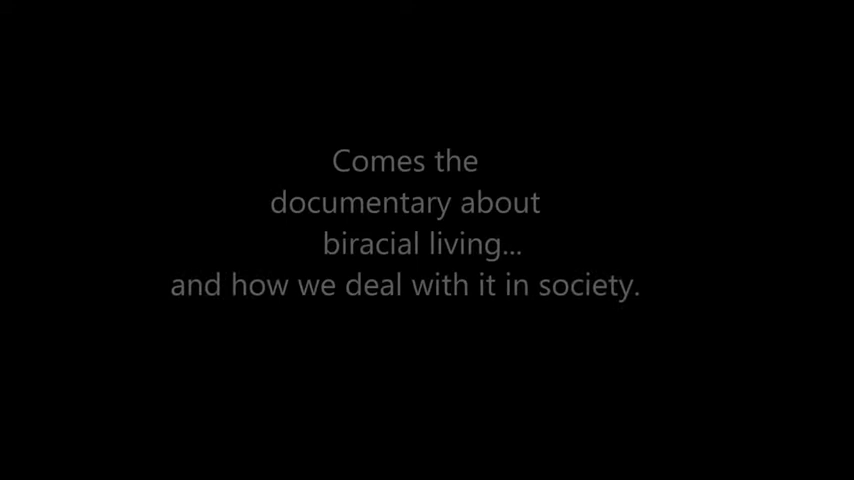 Comes the
documentary about
biracial living...
and how we deal with it in society.